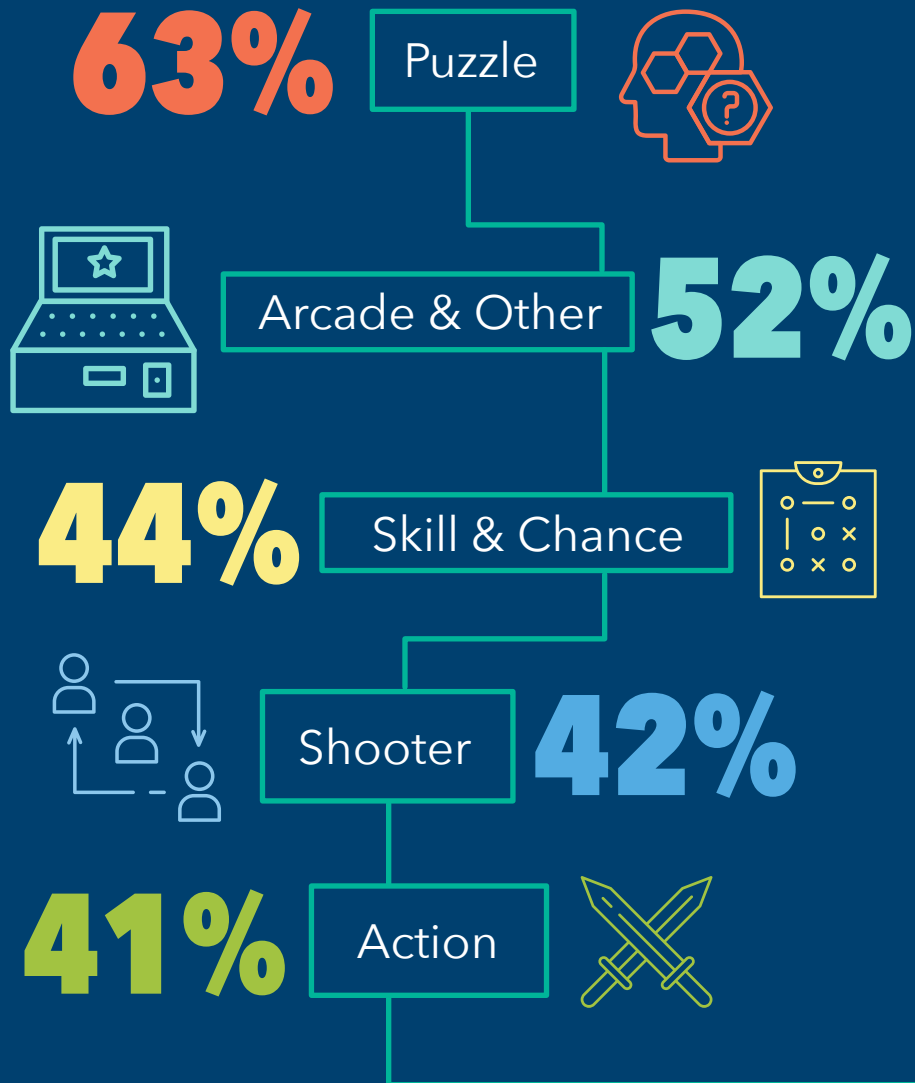 63% Puzzle
?
Arcade & Other 52%
44% Skill & Chance
Shooter 42%
41% Action